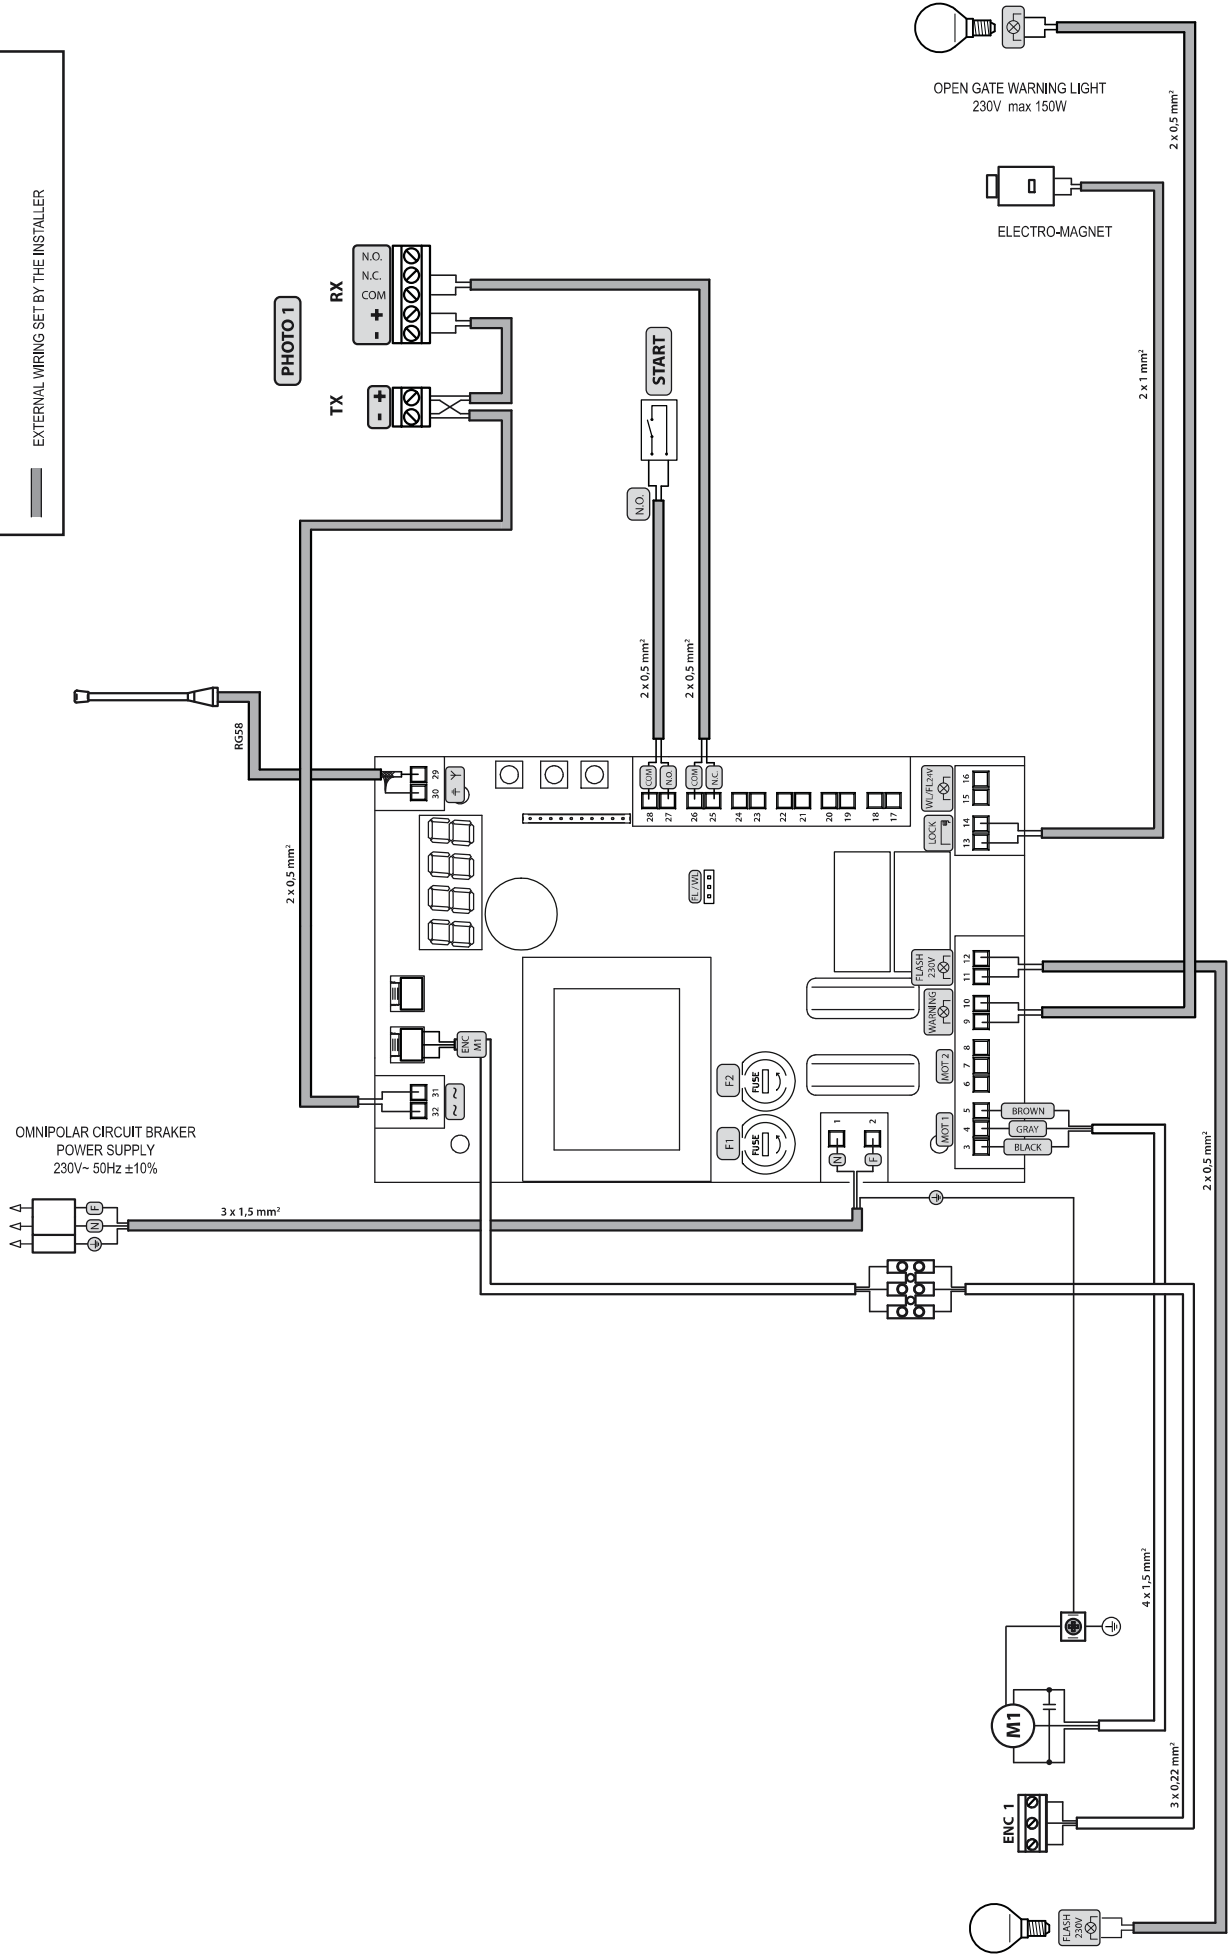 OPEN GATE WARNING LIGHT
230V max 150W
2 x 0,5 mm²
ELECTRO-MAGNET
2 x 1 mm²
EXTERNAL WIRING SET BY THE INSTALLER
PHOTO 1
RX
N.O.
N.C.
COM
+
-
TX
- +
START
N.O.
2 x 0,5 mm²
2 x 0,5 mm²
RG58
2 x 0,5 mm²
29
30
COM
N.O.
COM
N.C.
28
27
26
25
24
23
22
21
20
19
18
17
WL/FL24V
16
15
LOCK
14
13
FL / WL
FLASH
230V
12
11
WARNING
10
9
MOT 2
8
7
6
MOT 1
5
4
3
BROWN
GRAY
BLACK
ENC
M1
31
32
~ ~
F2
FUSE
F1
FUSE
1
2
N
F
OMNIPOLAR CIRCUIT BRAKER
POWER SUPPLY
230V~ 50Hz ±10%
F
N
3 x 1,5 mm²
2 x 0,5 mm²
4 x 1,5 mm²
M1
3 x 0,22 mm²
ENC 1
FLASH
230V